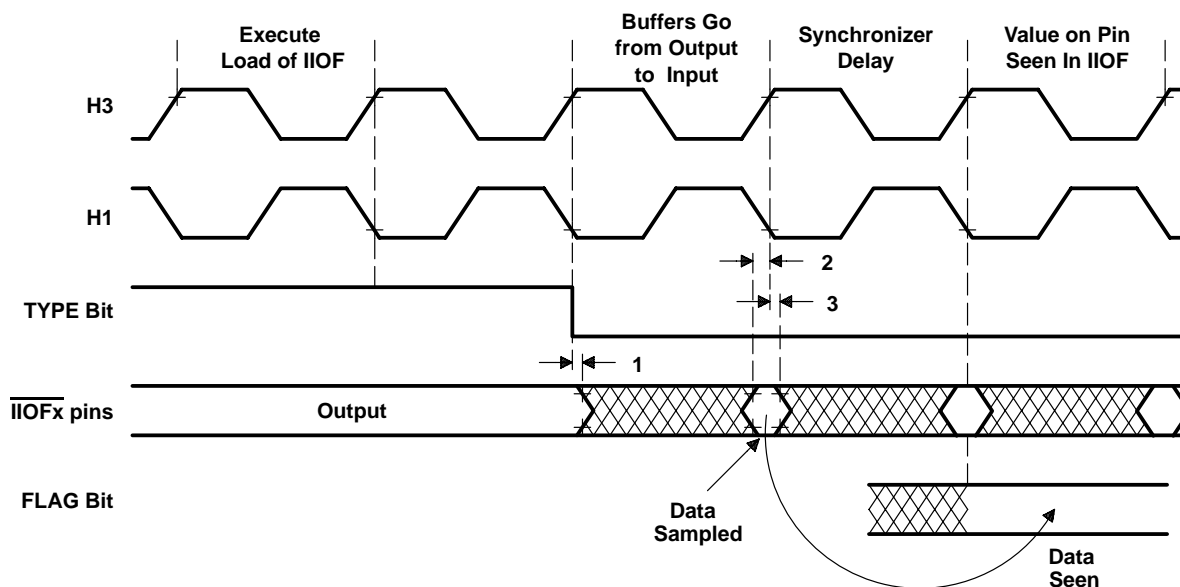 Execute
Load of IIOF
Buffers Go
from Output
to Input
Synchronizer
Delay
Value on Pin
Seen In IIOF
H3
H1
2
TYPE Bit
3
1
IIOFx pins
Output
FLAG Bit
Data
Sampled
Data
Seen